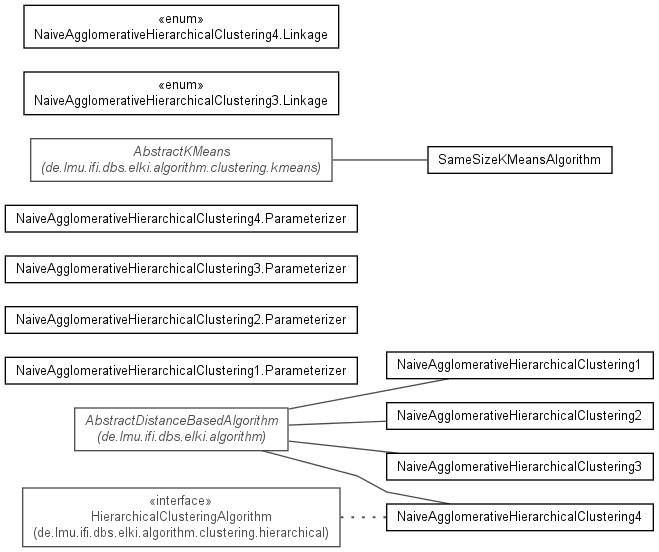 «enum»
NaiveAgglomerativeHierarchicalClustering4.Linkage
«enum»
NaiveAgglomerativeHierarchicalClustering3.Linkage
AbstractKMeans
(de.lmu.ifi.dbs.elki.algorithm.clustering.kmeans)
SameSizeKMeansAlgorithm
NaiveAgglomerativeHierarchicalClustering4.Parameterizer
NaiveAgglomerativeHierarchicalClustering3.Parameterizer
NaiveAgglomerativeHierarchicalClustering2.Parameterizer
NaiveAgglomerativeHierarchicalClustering1.Parameterizer
NaiveAgglomerativeHierarchicalClustering1
AbstractDistanceBasedAlgorithm
(de.lmu.ifi.dbs.elki.algorithm)
NaiveAgglomerativeHierarchicalClustering2
NaiveAgglomerativeHierarchicalClustering3
«interface»
HierarchicalClusteringAlgorithm
(de.lmu.ifi.dbs.elki.algorithm.clustering.hierarchical)
NaiveAgglomerativeHierarchicalClustering4